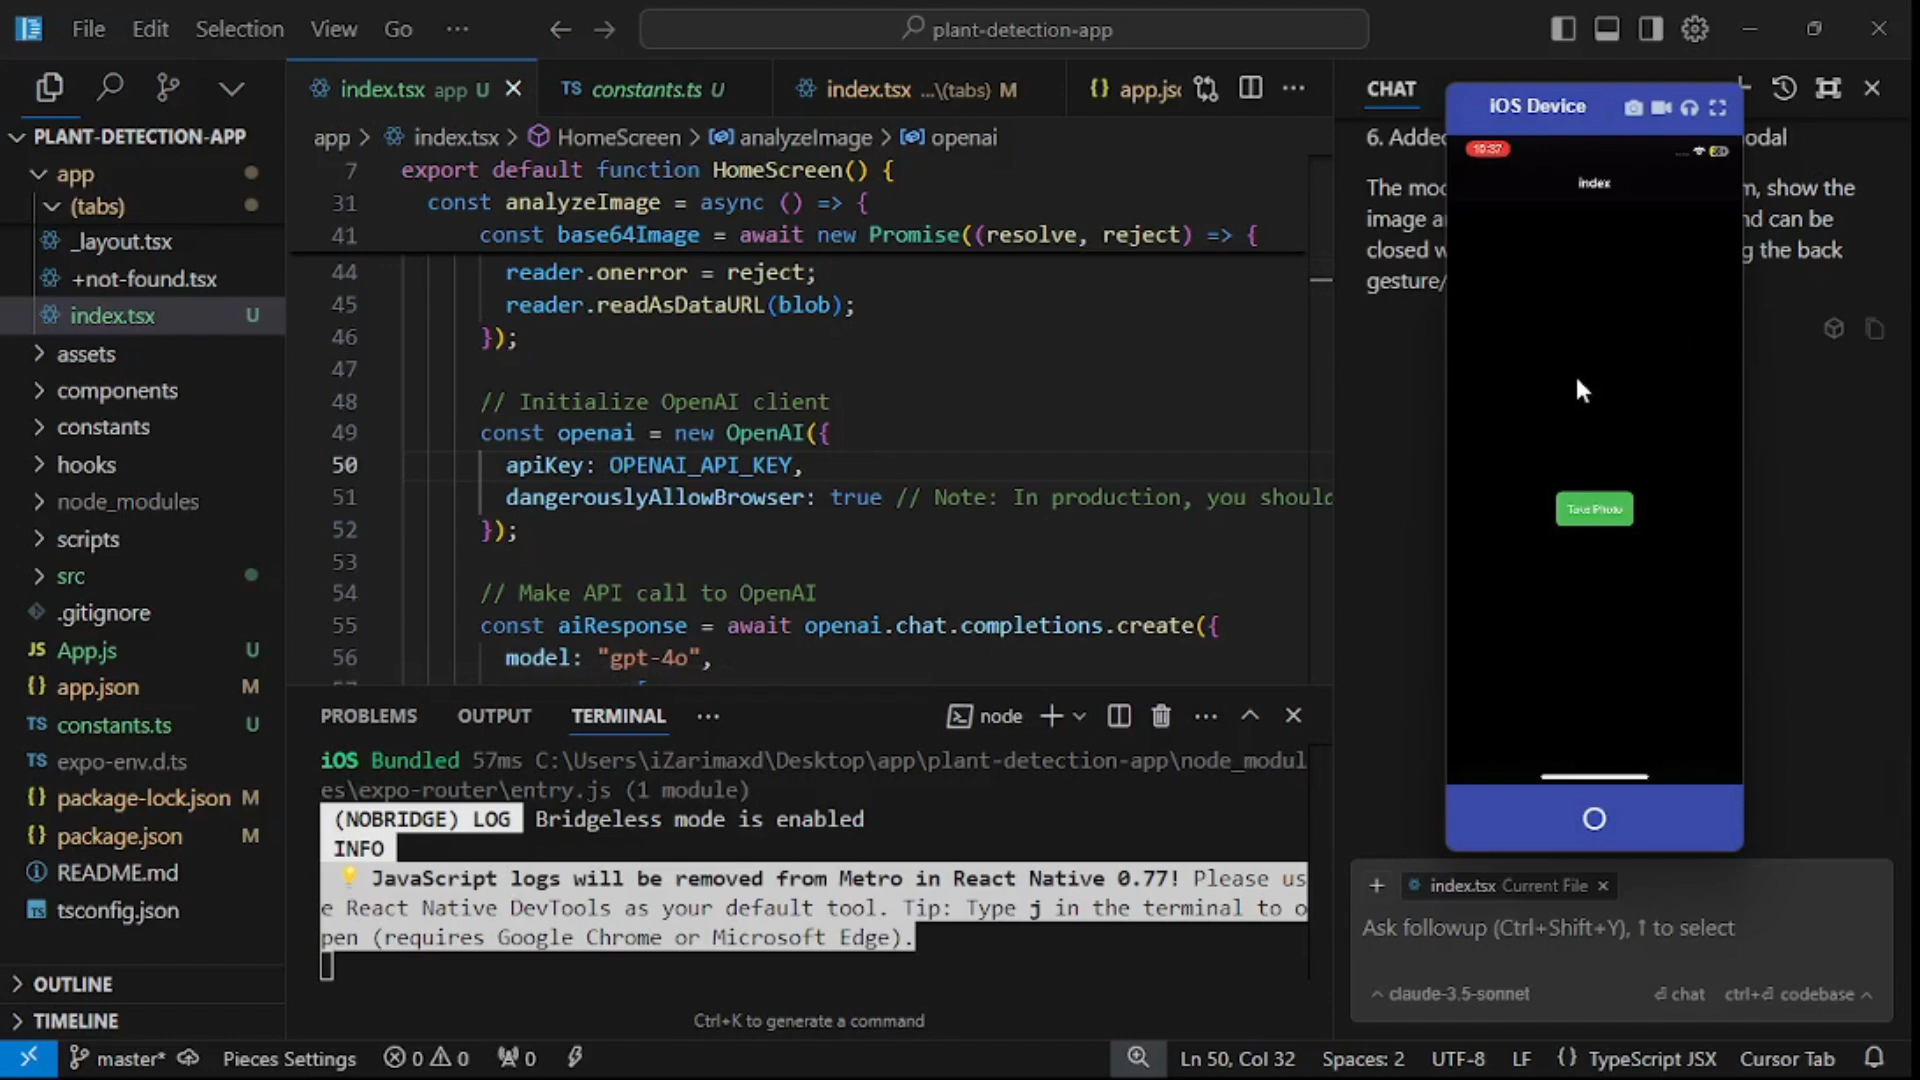 File Edit Selection View Go ···
plant-detection-app
PLANT-DETECTION-APP
app
(tabs)
_layout.tsx
+not-found.tsx
index.tsx U
assets
components
constants
hooks
node_modules
scripts
src
.gitignore
JS App.js U
{} app.json M
TS constants.ts U
TS expo-env.d.ts
{} package-lock.json M
{} package.json M
README.md
tsconfig.json
OUTLINE
TIMELINE
index.tsx app U
TS constants.ts U
index.tsx ...\(tabs) M
{} app.jsc
app > index.tsx > HomeScreen > analyzeImage > openai
7 export default function HomeScreen() {
31 const analyzeImage = async () => {
41 const base64Image = await new Promise((resolve, reject) => {
44 reader.onerror = reject;
45 reader.readAsDataURL(blob);
46 });
47
48 // Initialize OpenAI client
49 const openai = new OpenAI({
50 apiKey: OPENAI_API_KEY,
51 dangerouslyAllowBrowser: true // Note: In production, you should
52 });
53
54 // Make API call to OpenAI
55 const aiResponse = await openai.chat.completions.create({
56 model: "gpt-4o",
PROBLEMS OUTPUT TERMINAL ···
node
iOS Bundled 57ms C:\Users\iZarimaxd\Desktop\app\plant-detection-app\node_modul
es\expo-router\entry.js (1 module)
(NOBRIDGE) LOG Bridgeless mode is enabled
INFO
JavaScript logs will be removed from Metro in React Native 0.77! Please us
e React Native DevTools as your default tool. Tip: Type j in the terminal to o
pen (requires Google Chrome or Microsoft Edge).
Ctrl+K to generate a command
CHAT
6. Added
odal
The mod
m, show the
image a
nd can be
closed w
g the back
gesture/
iOS Device
10:37
index
Take Photo
index.tsx Current File
Ask followup (Ctrl+Shift+Y), ↑ to select
claude-3.5-sonnet
chat
ctrl+⏎ codebase
master*
Pieces Settings
0 0
0
Ln 50, Col 32
Spaces: 2
UTF-8
LF
{} TypeScript JSX
Cursor Tab